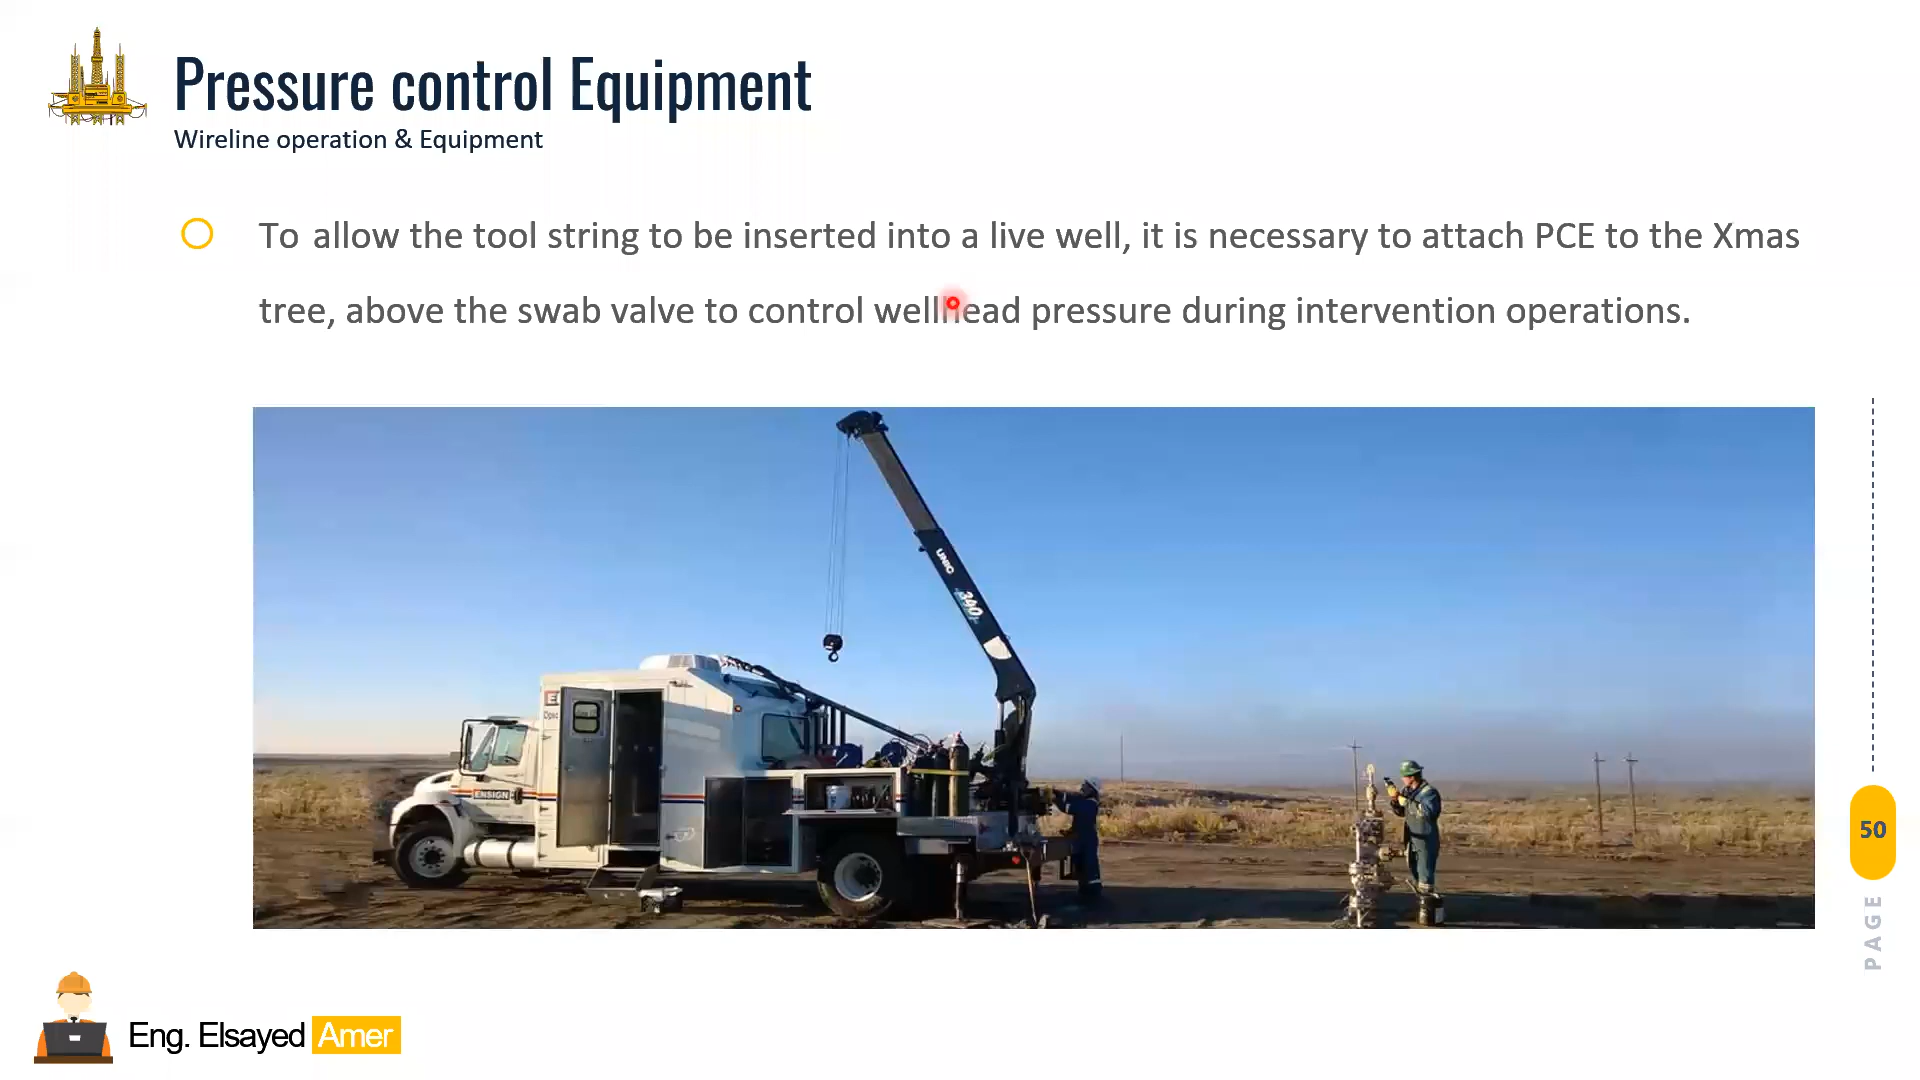 Pressure control Equipment
Wireline operation & Equipment
To allow the tool string to be inserted into a live well, it is necessary to attach PCE to the Xmas
tree, above the swab valve to control wellhead pressure during intervention operations.
UNIC
340
ENSIGN
50
PAGE
Eng. Elsayed Amer